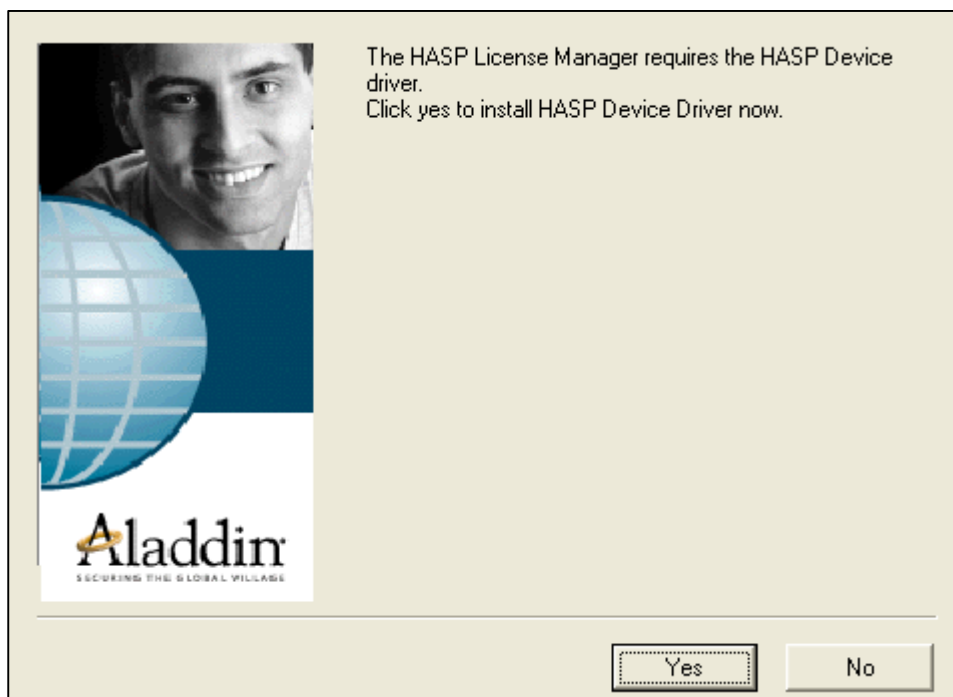 The HASP License Manager requires the HASP Device
driver.
Click yes to install HASP Device Driver now.
Aladdin
SECURING THE GLOBAL VILLAGE
Yes
No